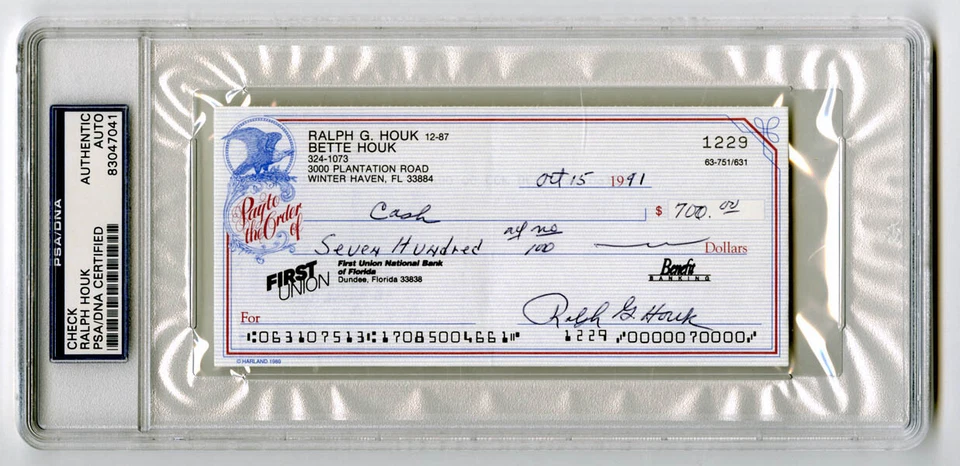 PSA/DNA
CHECK
RALPH HOUK
PSA/DNA CERTIFIED
AUTHENTIC
AUTO
83047041
RALPH G. HOUK 12-87
BETTE HOUK
324-1073
3000 PLANTATION ROAD
WINTER HAVEN, FL 33884
1229
63-751/631
Oct 15 1991
Pay to the Order of
Cash $ 700.00
Seven Hundred no/100 Dollars
FIRST UNION
First Union National Bank
of Florida
Dundee, Florida 33838
Benefit
BANKING
For
Ralph G Houk
⑆063107513⑆1708500466⑈1⑈ 1229 ⑈0000070000⑈
© HARLAND 1989